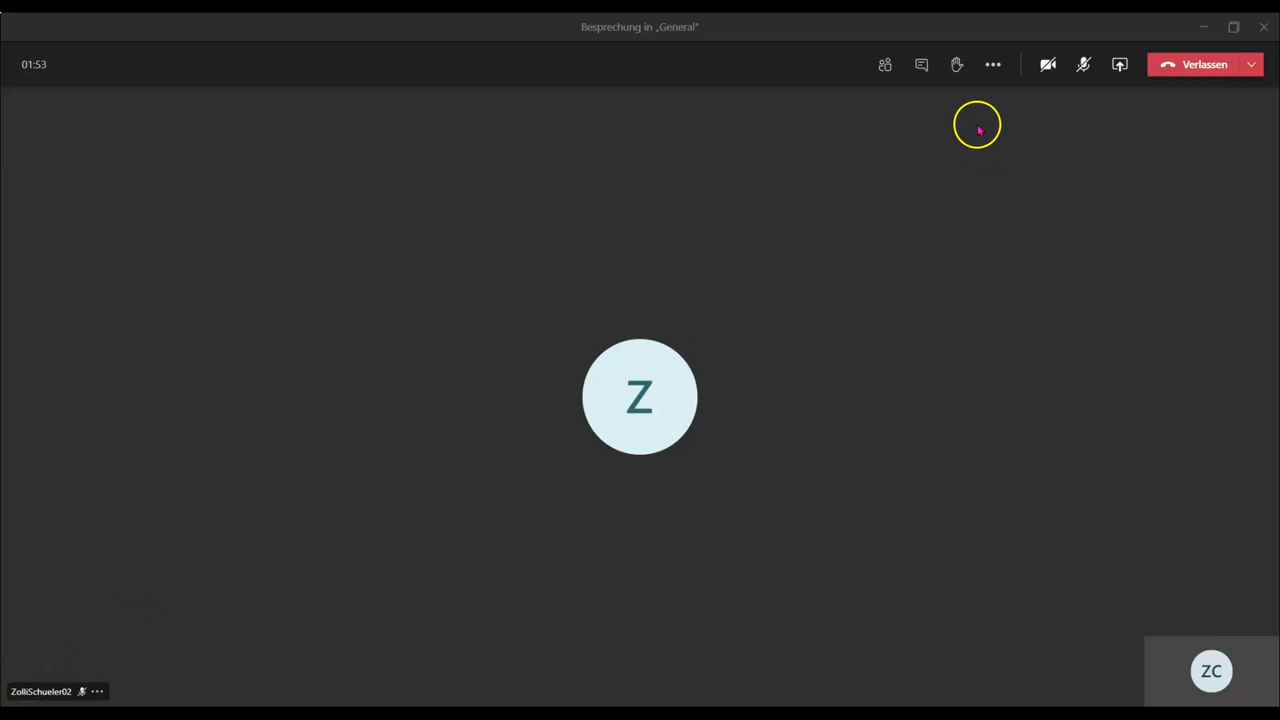 Besprechung in „General"
01:53
Verlassen
Z
ZolliSchueler02
ZC